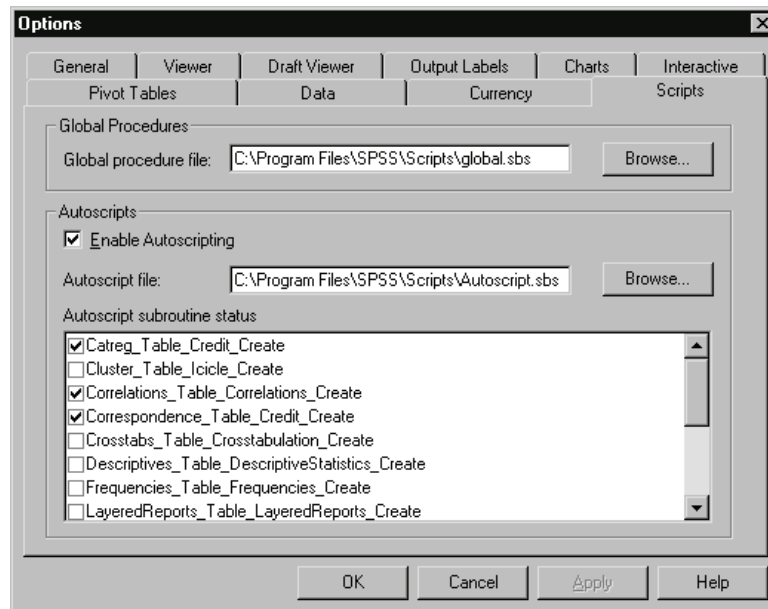 Options
General Viewer Draft Viewer Output Labels Charts Interactive
Pivot Tables Data Currency Scripts
Global Procedures
Global procedure file: C:\Program Files\SPSS\Scripts\global.sbs Browse...
Autoscripts
Enable Autoscripting
Autoscript file: C:\Program Files\SPSS\Scripts\Autoscript.sbs Browse...
Autoscript subroutine status
Catreg_Table_Credit_Create
Cluster_Table_Icicle_Create
Correlations_Table_Correlations_Create
Correspondence_Table_Credit_Create
Crosstabs_Table_Crosstabulation_Create
Descriptives_Table_DescriptiveStatistics_Create
Frequencies_Table_Frequencies_Create
LayeredReports_Table_LayeredReports_Create
OK Cancel Apply Help